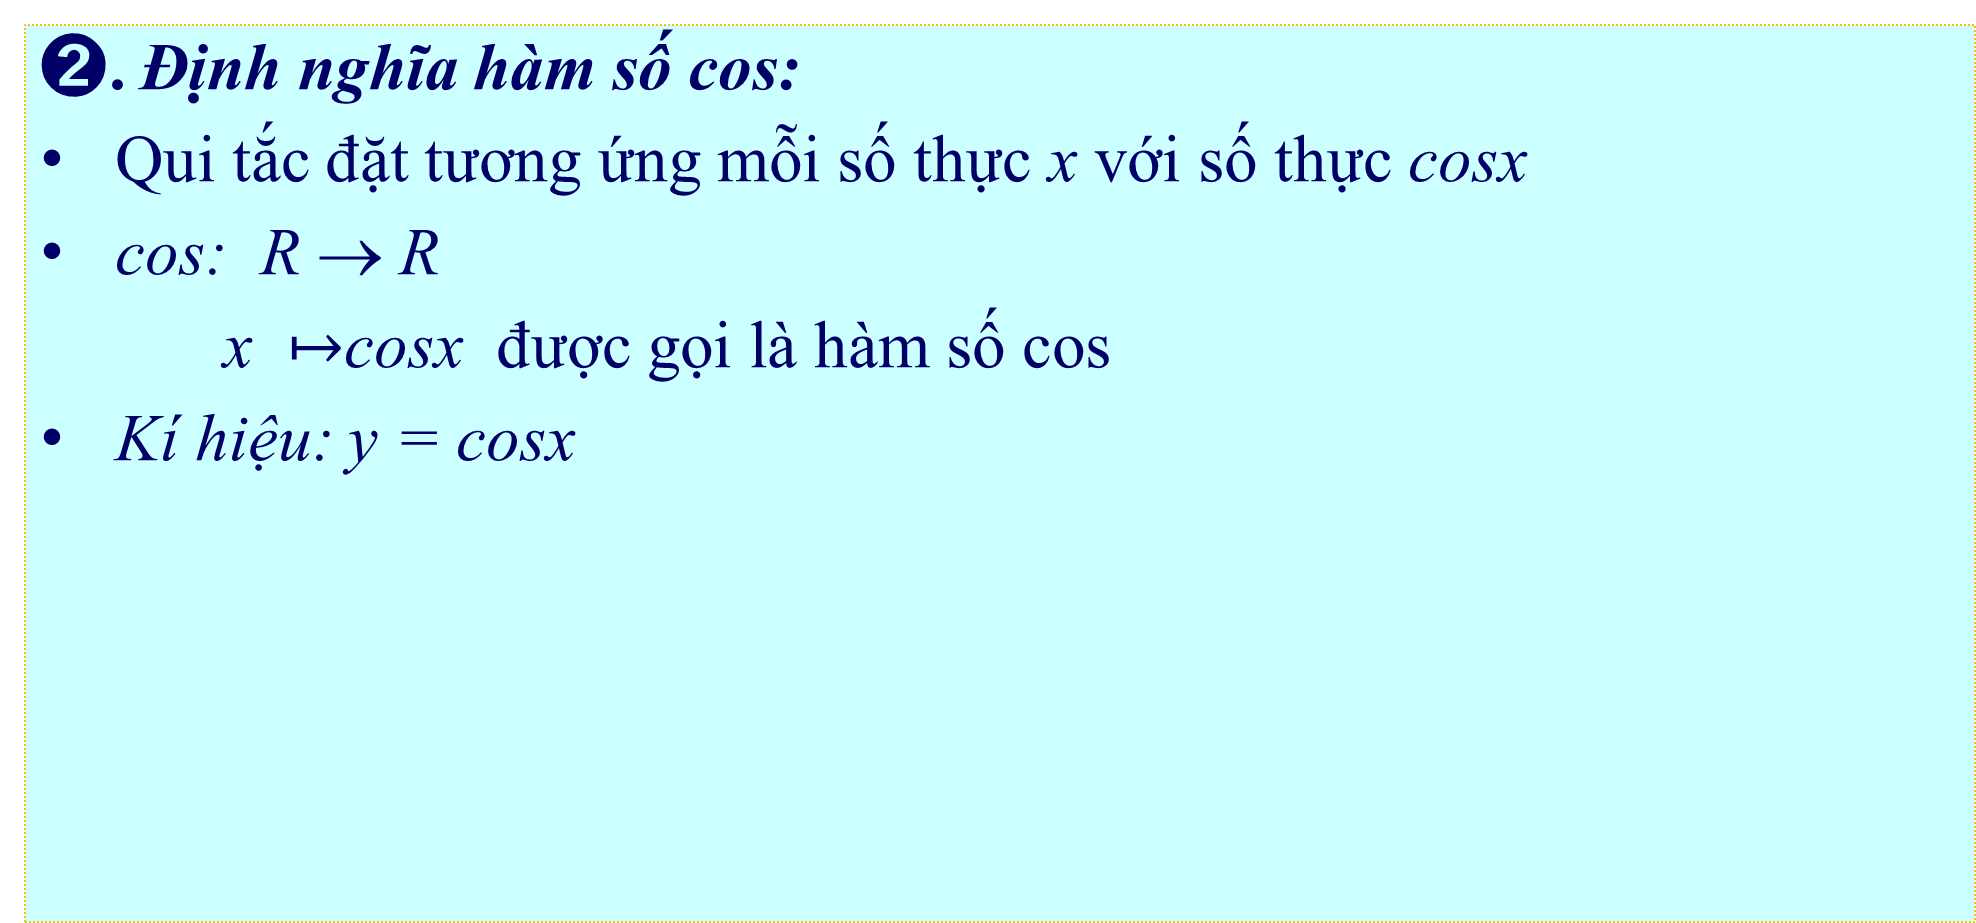 ❷. Định nghĩa hàm số cos:
• Qui tắc đặt tương ứng mỗi số thực x với số thực cosx
• cos: R → R
x ↦cosx được gọi là hàm số cos
• Kí hiệu: y = cosx